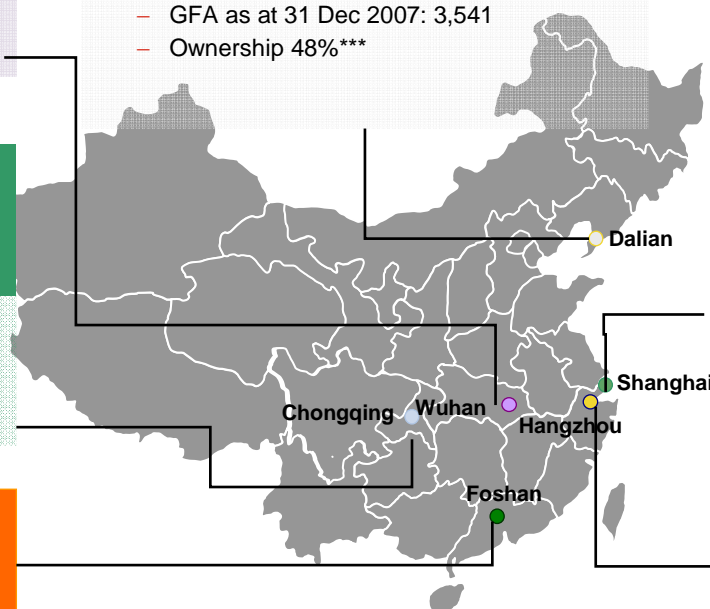 – GFA as at 31 Dec 2007: 3,541
– Ownership 48%***
Dalian
Shanghai
Chongqing
Wuhan
Hangzhou
Foshan